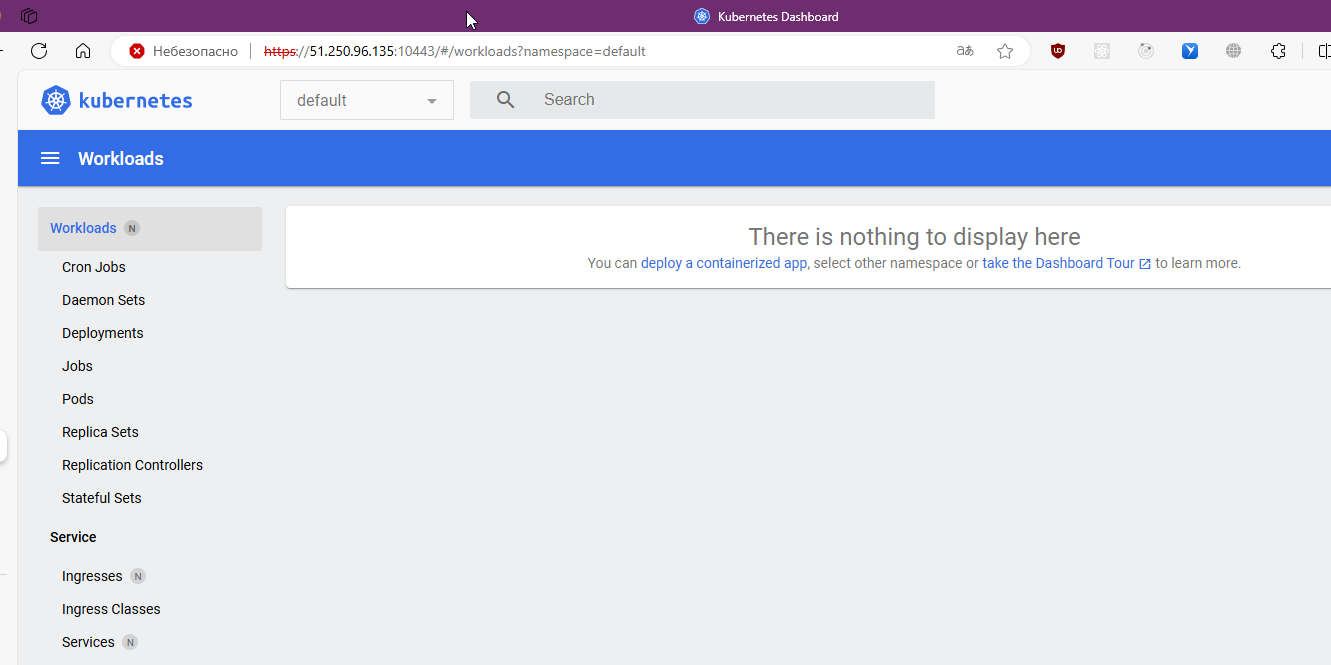 Kubernetes Dashboard
Небезопасно https://51.250.96.135:10443/#/workloads?namespace=default aあ
kubernetes default Search
Workloads
Workloads N
Cron Jobs
Daemon Sets
Deployments
Jobs
Pods
Replica Sets
Replication Controllers
Stateful Sets
Service
Ingresses N
Ingress Classes
Services N
There is nothing to display here
You can deploy a containerized app, select other namespace or take the Dashboard Tour to learn more.